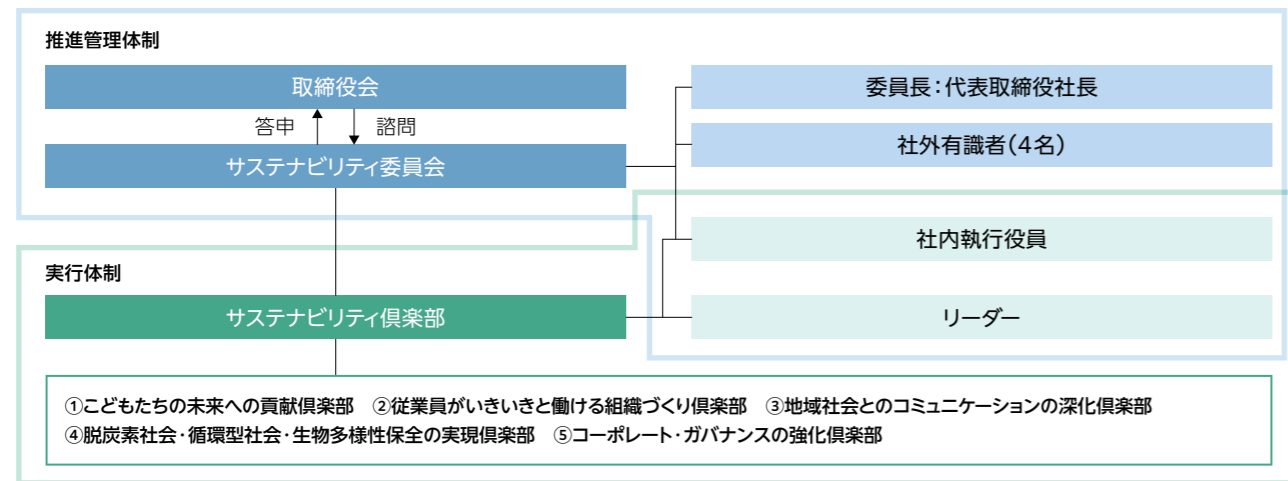 推進管理体制
取締役会
答申
諮問
サステナビリティ委員会
委員長：代表取締役社長
社外有識者（4名）
社内執行役員
実行体制
サステナビリティ倶楽部
リーダー
①こどもたちの未来への貢献倶楽部　②従業員がいきいきと働ける組織づくり倶楽部　③地域社会とのコミュニケーションの深化倶楽部
④脱炭素社会・循環型社会・生物多様性保全の実現倶楽部　⑤コーポレート・ガバナンスの強化倶楽部